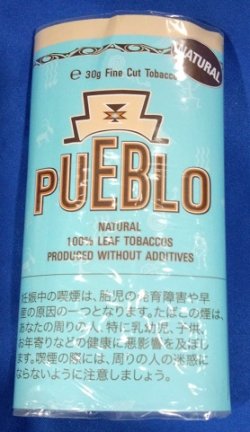 NATURAL
℮ 30g Fine Cut Tobacco
PUEBLO
NATURAL
100% LEAF TOBACCOS
PRODUCED WITHOUT ADDITIVES
妊娠中の喫煙は、胎児の発育障害や早
産の原因の一つとなります。たばこの煙は、
あなたの周りの人、特に乳幼児、子供、
お年寄りなどの健康に悪影響を及ぼし
ます。喫煙の際には、周りの人の迷惑に
ならないように注意しましょう。